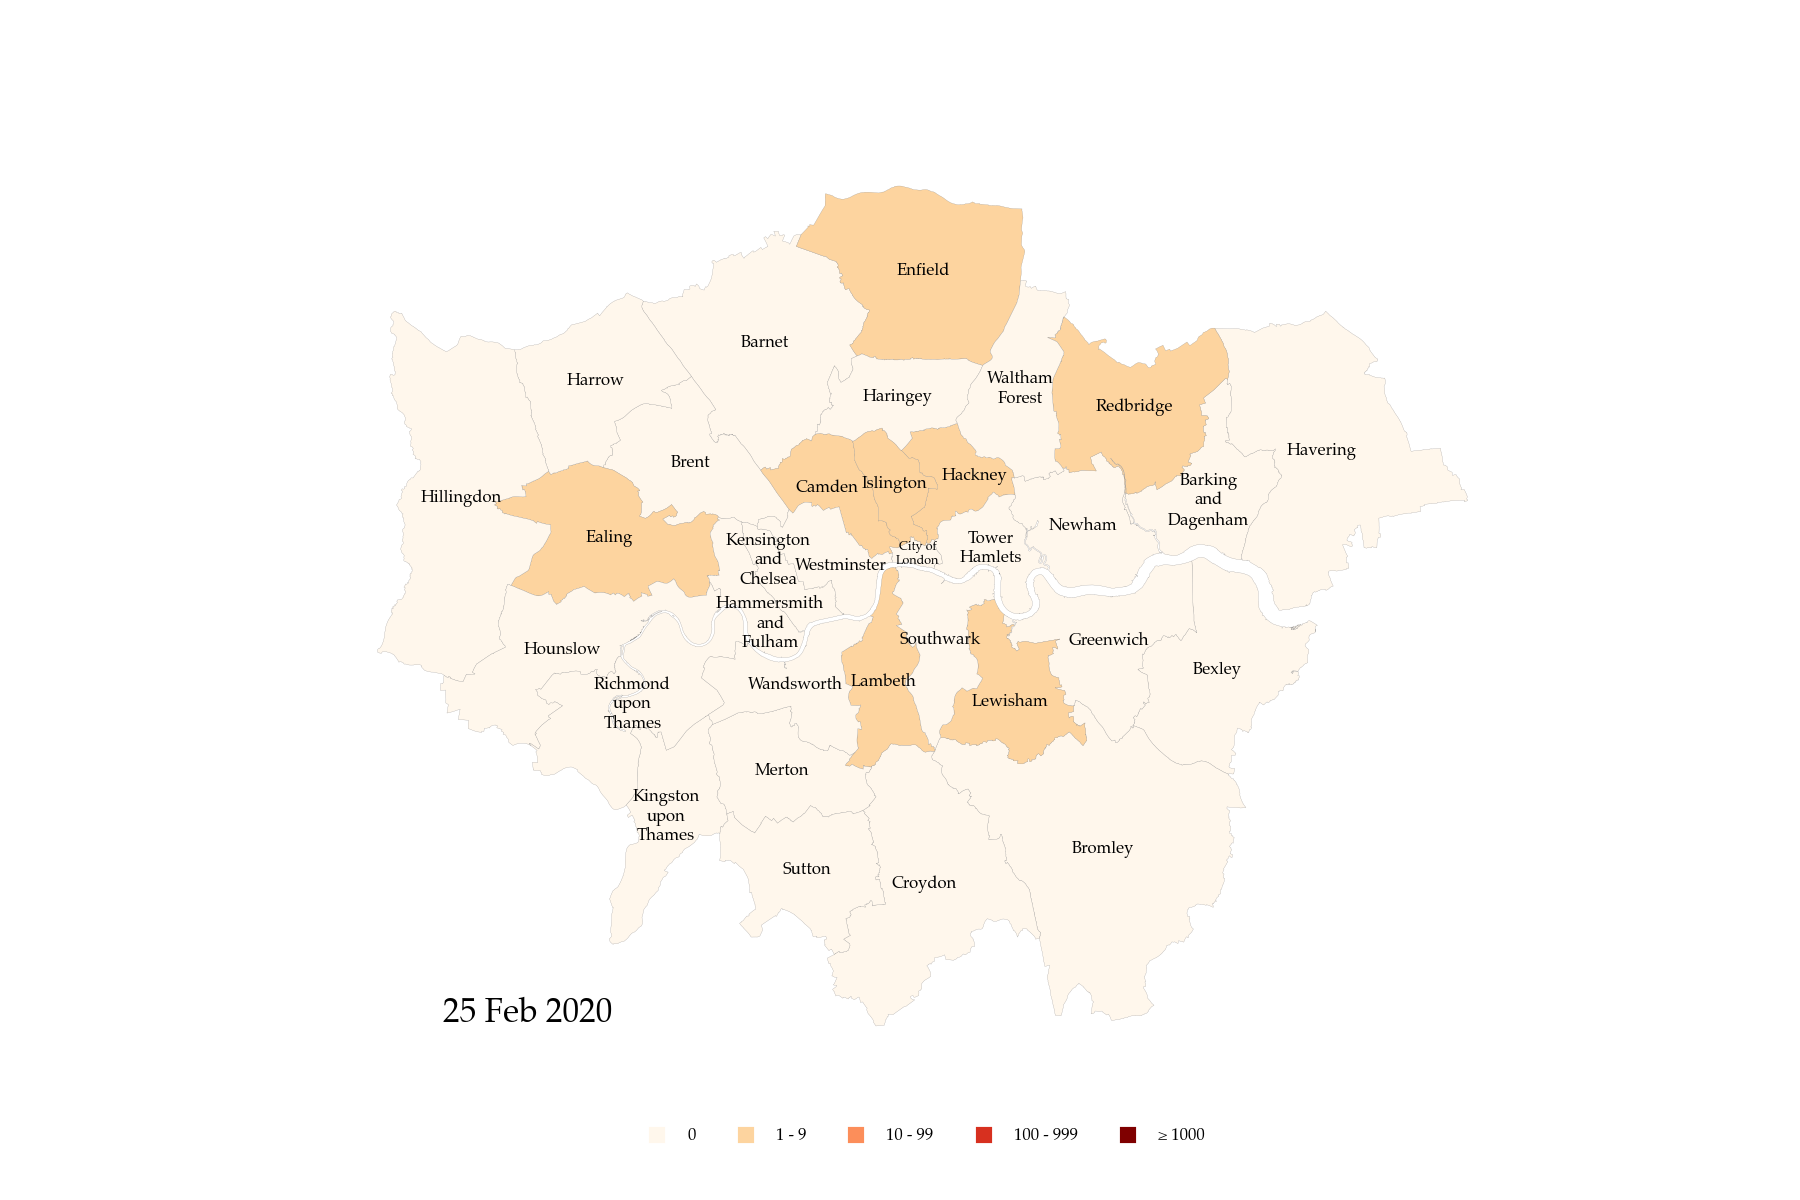 Enfield
Barnet
Harrow
Haringey
Waltham
Forest
Redbridge
Havering
Brent
Camden
Islington
Hackney
Barking
and
Dagenham
Hillingdon
Ealing
Newham
Kensington
and
Chelsea
Westminster
City of
London
Tower
Hamlets
Hammersmith
and
Fulham
Hounslow
Southwark
Greenwich
Bexley
Richmond
upon
Thames
Wandsworth
Lambeth
Lewisham
Merton
Kingston
upon
Thames
Sutton
Croydon
Bromley
25 Feb 2020
0 1 - 9 10 - 99 100 - 999 ≥ 1000